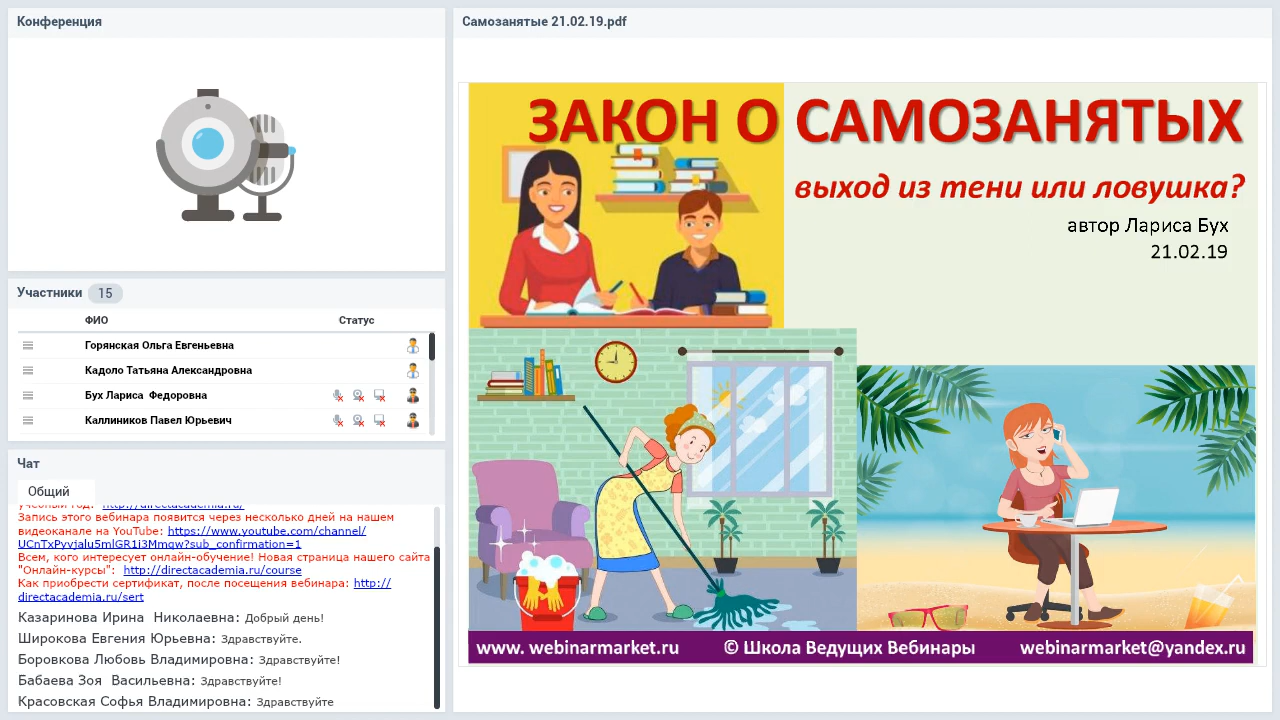 Конференция
Участники 15
ФИО Статус
Горянская Ольга Евгеньевна
Кадоло Татьяна Александровна
Бух Лариса Федоровна
Каллиников Павел Юрьевич
Чат
Общий
учебный год: http://directacademia.ru/
Запись этого вебинара появится через несколько дней на нашем
видеоканале на YouTube: https://www.youtube.com/channel/
Всем, кого интересует онлайн-обучение! Новая страница нашего сайта
"Онлайн-курсы": http://directacademia.ru/course
Как приобрести сертификат, после посещения вебинара: http://
directacademia.ru/sert
Казаринова Ирина Николаевна: Добрый день!
Широкова Евгения Юрьевна: Здравствуйте.
Боровкова Любовь Владимировна: Здравствуйте!
Бабаева Зоя Васильевна: Здравствуйте!
Красовская Софья Владимировна: Здравствуйте
Самозанятые 21.02.19.pdf
ЗАКОН О САМОЗАНЯТЫХ
выход из тени или ловушка?
автор Лариса Бух
21.02.19
www. webinarmarket.ru © Школа Ведущих Вебинары webinarmarket@yandex.ru